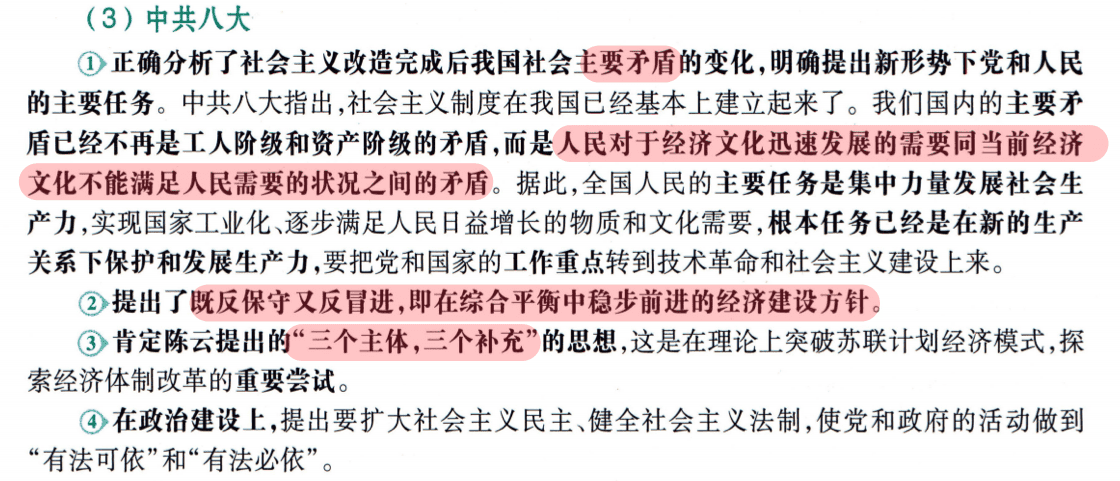 （3）中共八大
①正确分析了社会主义改造完成后我国社会主要矛盾的变化，明确提出新形势下党和人民
的主要任务。中共八大指出，社会主义制度在我国已经基本上建立起来了。我们国内的主要矛
盾已经不再是工人阶级和资产阶级的矛盾，而是人民对于经济文化迅速发展的需要同当前经济
文化不能满足人民需要的状况之间的矛盾。据此，全国人民的主要任务是集中力量发展社会生
产力，实现国家工业化、逐步满足人民日益增长的物质和文化需要，根本任务已经是在新的生产
关系下保护和发展生产力，要把党和国家的工作重点转到技术革命和社会主义建设上来。
②提出了既反保守又反冒进，即在综合平衡中稳步前进的经济建设方针。
③肯定陈云提出的“三个主体，三个补充”的思想，这是在理论上突破苏联计划经济模式，探
索经济体制改革的重要尝试。
④在政治建设上，提出要扩大社会主义民主、健全社会主义法制，使党和政府的活动做到
“有法可依”和“有法必依”。